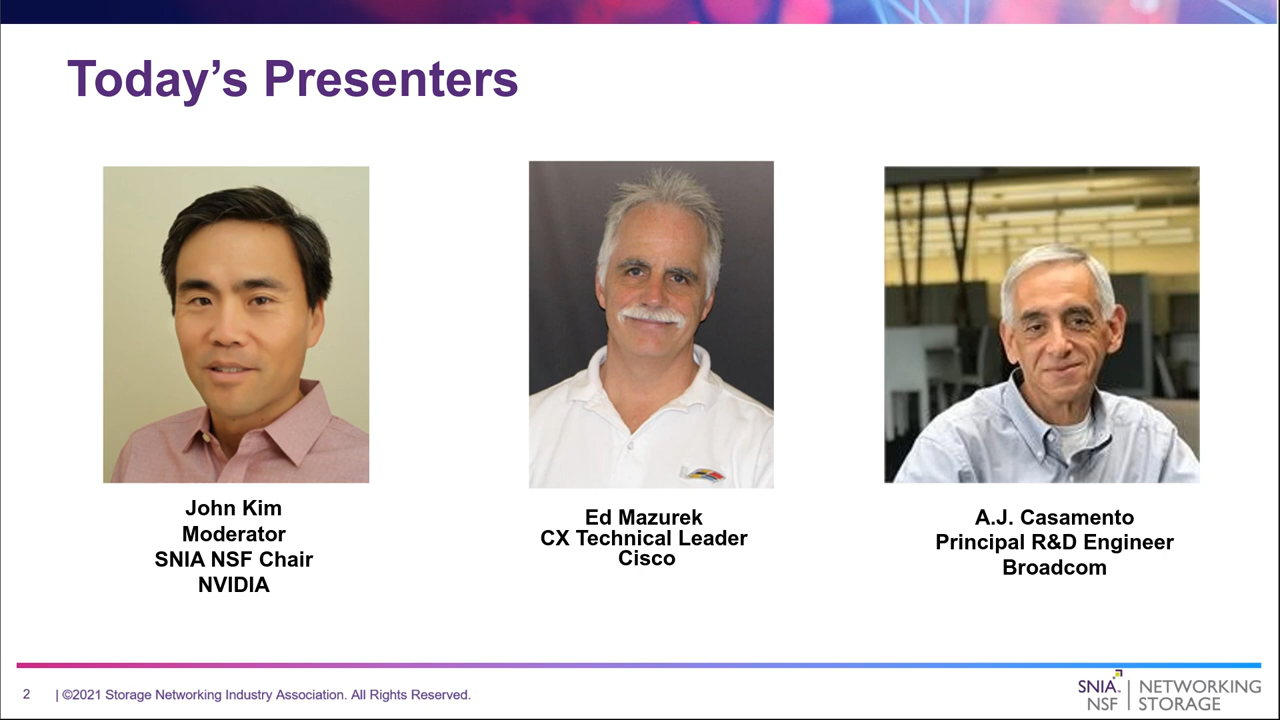 Today’s Presenters
John Kim
Moderator
SNIA NSF Chair
NVIDIA
Ed Mazurek
CX Technical Leader
Cisco
A.J. Casamento
Principal R&D Engineer
Broadcom
2 | ©2021 Storage Networking Industry Association. All Rights Reserved.
SNIA. | NETWORKING
NSF | STORAGE